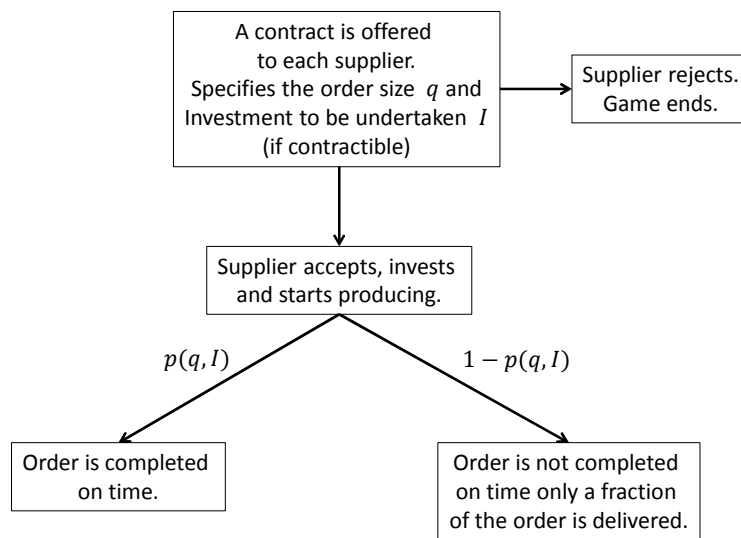 A contract is offered
to each supplier.
Specifies the order size q and
Investment to be undertaken I
(if contractible)
Supplier rejects.
Game ends.
Supplier accepts, invests
and starts producing.
p(q, I)
1 − p(q, I)
Order is completed
on time.
Order is not completed
on time only a fraction
of the order is delivered.